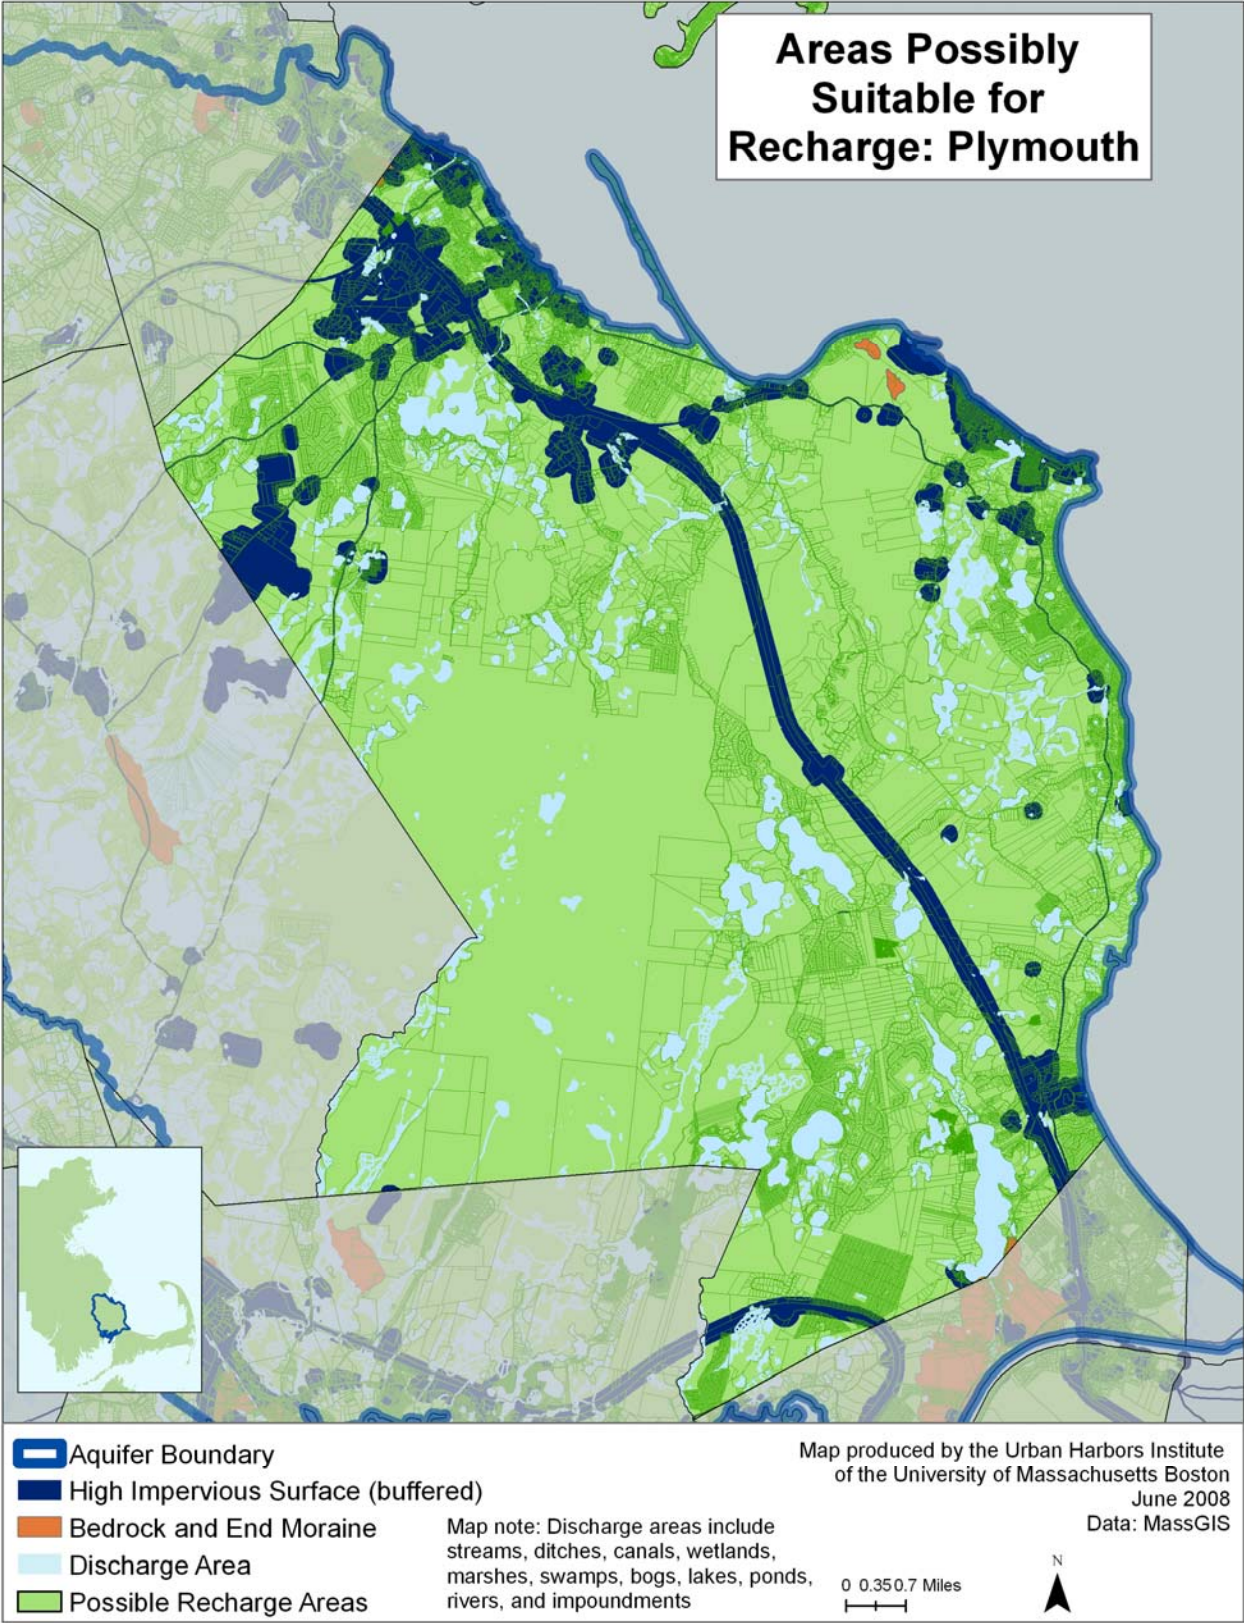 Areas Possibly
Suitable for
Recharge: Plymouth
Aquifer Boundary
High Impervious Surface (buffered)
Bedrock and End Moraine
Discharge Area
Possible Recharge Areas
Map note: Discharge areas include
streams, ditches, canals, wetlands,
marshes, swamps, bogs, lakes, ponds,
rivers, and impoundments
Map produced by the Urban Harbors Institute
of the University of Massachusetts Boston
June 2008
Data: MassGIS
0 0.35 0.7 Miles
N